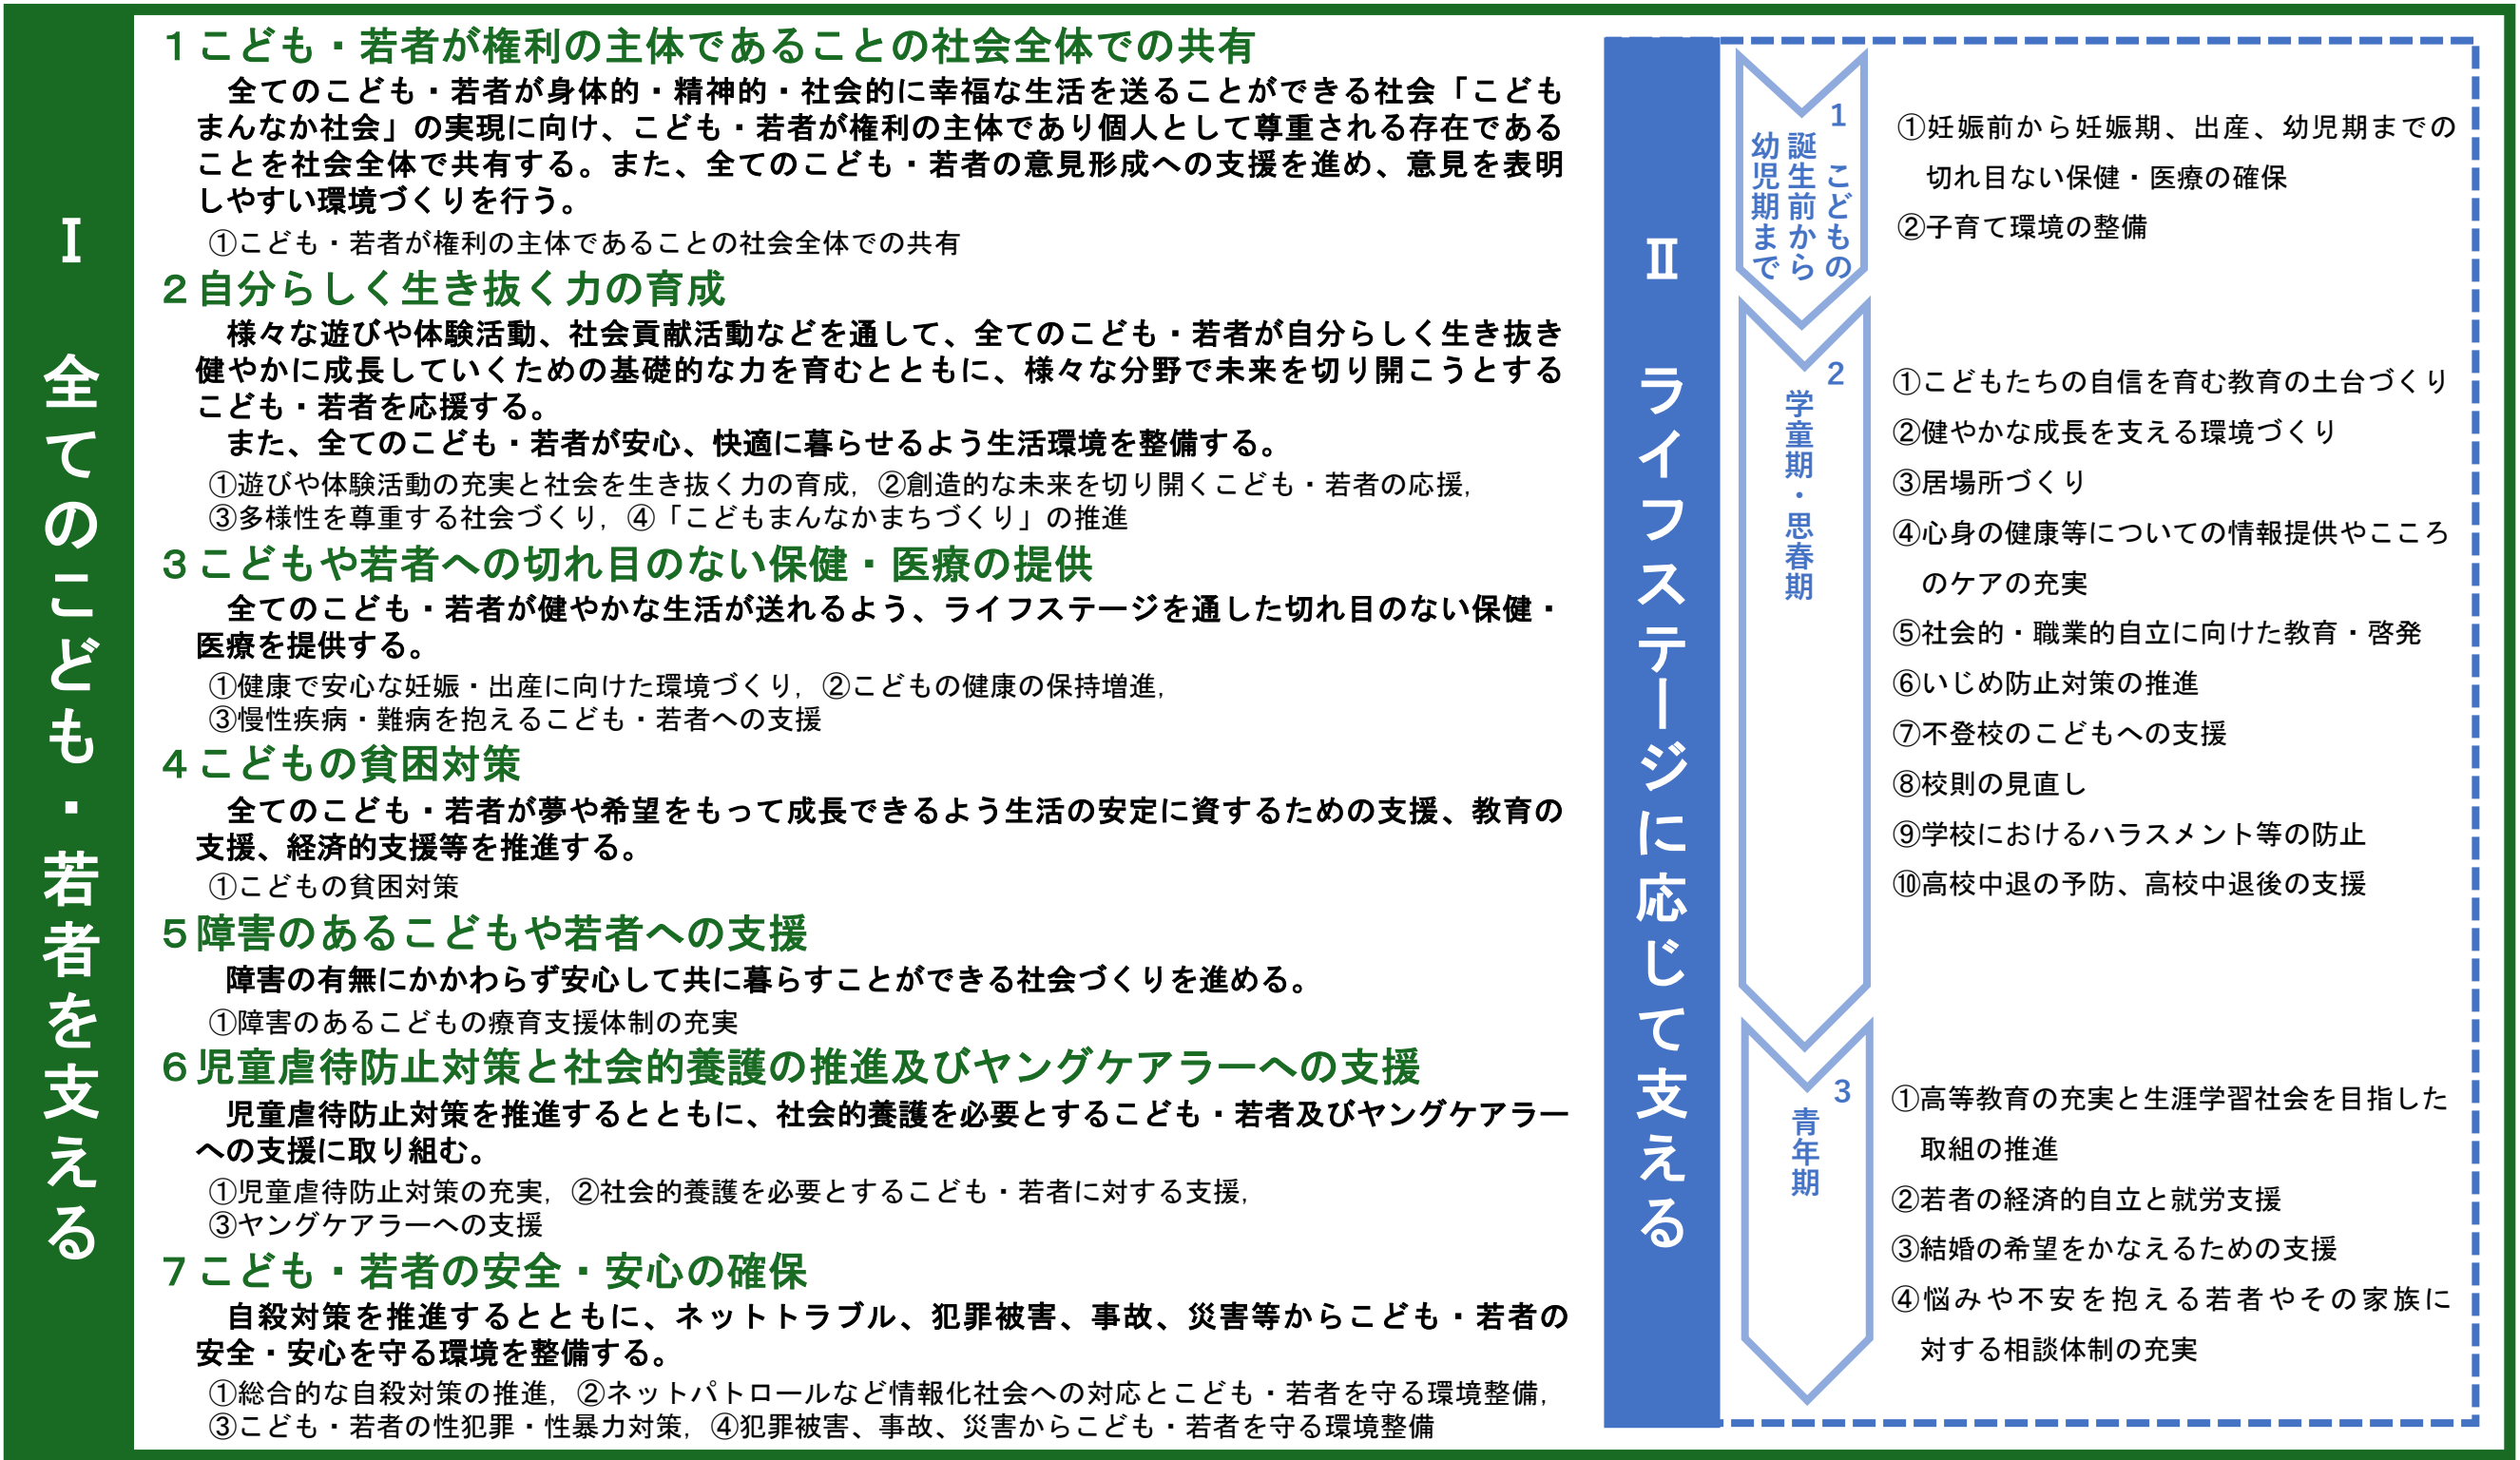 Ⅰ 全てのこども・若者を支える
1 こども・若者が権利の主体であることの社会全体での共有
全てのこども・若者が身体的・精神的・社会的に幸福な生活を送ることができる社会「こども
まんなか社会」の実現に向け、こども・若者が権利の主体であり個人として尊重される存在である
ことを社会全体で共有する。また、全てのこども・若者の意見形成への支援を進め、意見を表明
しやすい環境づくりを行う。
①こども・若者が権利の主体であることの社会全体での共有
2 自分らしく生き抜く力の育成
様々な遊びや体験活動、社会貢献活動などを通して、全てのこども・若者が自分らしく生き抜き
健やかに成長していくための基礎的な力を育むとともに、様々な分野で未来を切り開こうとする
こども・若者を応援する。
また、全てのこども・若者が安心、快適に暮らせるよう生活環境を整備する。
①遊びや体験活動の充実と社会を生き抜く力の育成, ②創造的な未来を切り開くこども・若者の応援,
③多様性を尊重する社会づくり, ④「こどもまんなかまちづくり」の推進
3 こどもや若者への切れ目のない保健・医療の提供
全てのこども・若者が健やかな生活が送れるよう、ライフステージを通した切れ目のない保健・
医療を提供する。
①健康で安心な妊娠・出産に向けた環境づくり, ②こどもの健康の保持増進,
③慢性疾病・難病を抱えるこども・若者への支援
4 こどもの貧困対策
全てのこども・若者が夢や希望をもって成長できるよう生活の安定に資するための支援、教育の
支援、経済的支援等を推進する。
①こどもの貧困対策
5 障害のあるこどもや若者への支援
障害の有無にかかわらず安心して共に暮らすことができる社会づくりを進める。
①障害のあるこどもの療育支援体制の充実
6 児童虐待防止対策と社会的養護の推進及びヤングケアラーへの支援
児童虐待防止対策を推進するとともに、社会的養護を必要とするこども・若者及びヤングケアラー
への支援に取り組む。
①児童虐待防止対策の充実, ②社会的養護を必要とするこども・若者に対する支援,
③ヤングケアラーへの支援
7 こども・若者の安全・安心の確保
自殺対策を推進するとともに、ネットトラブル、犯罪被害、事故、災害等からこども・若者の
安全・安心を守る環境を整備する。
①総合的な自殺対策の推進, ②ネットパトロールなど情報化社会への対応とこども・若者を守る環境整備,
③こども・若者の性犯罪・性暴力対策, ④犯罪被害、事故、災害からこども・若者を守る環境整備
Ⅱ ライフステージに応じて支える
1 こどもの
誕生前から
幼児期まで
①妊娠前から妊娠期、出産、幼児期までの
切れ目ない保健・医療の確保
②子育て環境の整備
2
学童期・思春期
①こどもたちの自信を育む教育の土台づくり
②健やかな成長を支える環境づくり
③居場所づくり
④心身の健康等についての情報提供やこころ
のケアの充実
⑤社会的・職業的自立に向けた教育・啓発
⑥いじめ防止対策の推進
⑦不登校のこどもへの支援
⑧校則の見直し
⑨学校におけるハラスメント等の防止
⑩高校中退の予防、高校中退後の支援
3
青年期
①高等教育の充実と生涯学習社会を目指した
取組の推進
②若者の経済的自立と就労支援
③結婚の希望をかなえるための支援
④悩みや不安を抱える若者やその家族に
対する相談体制の充実